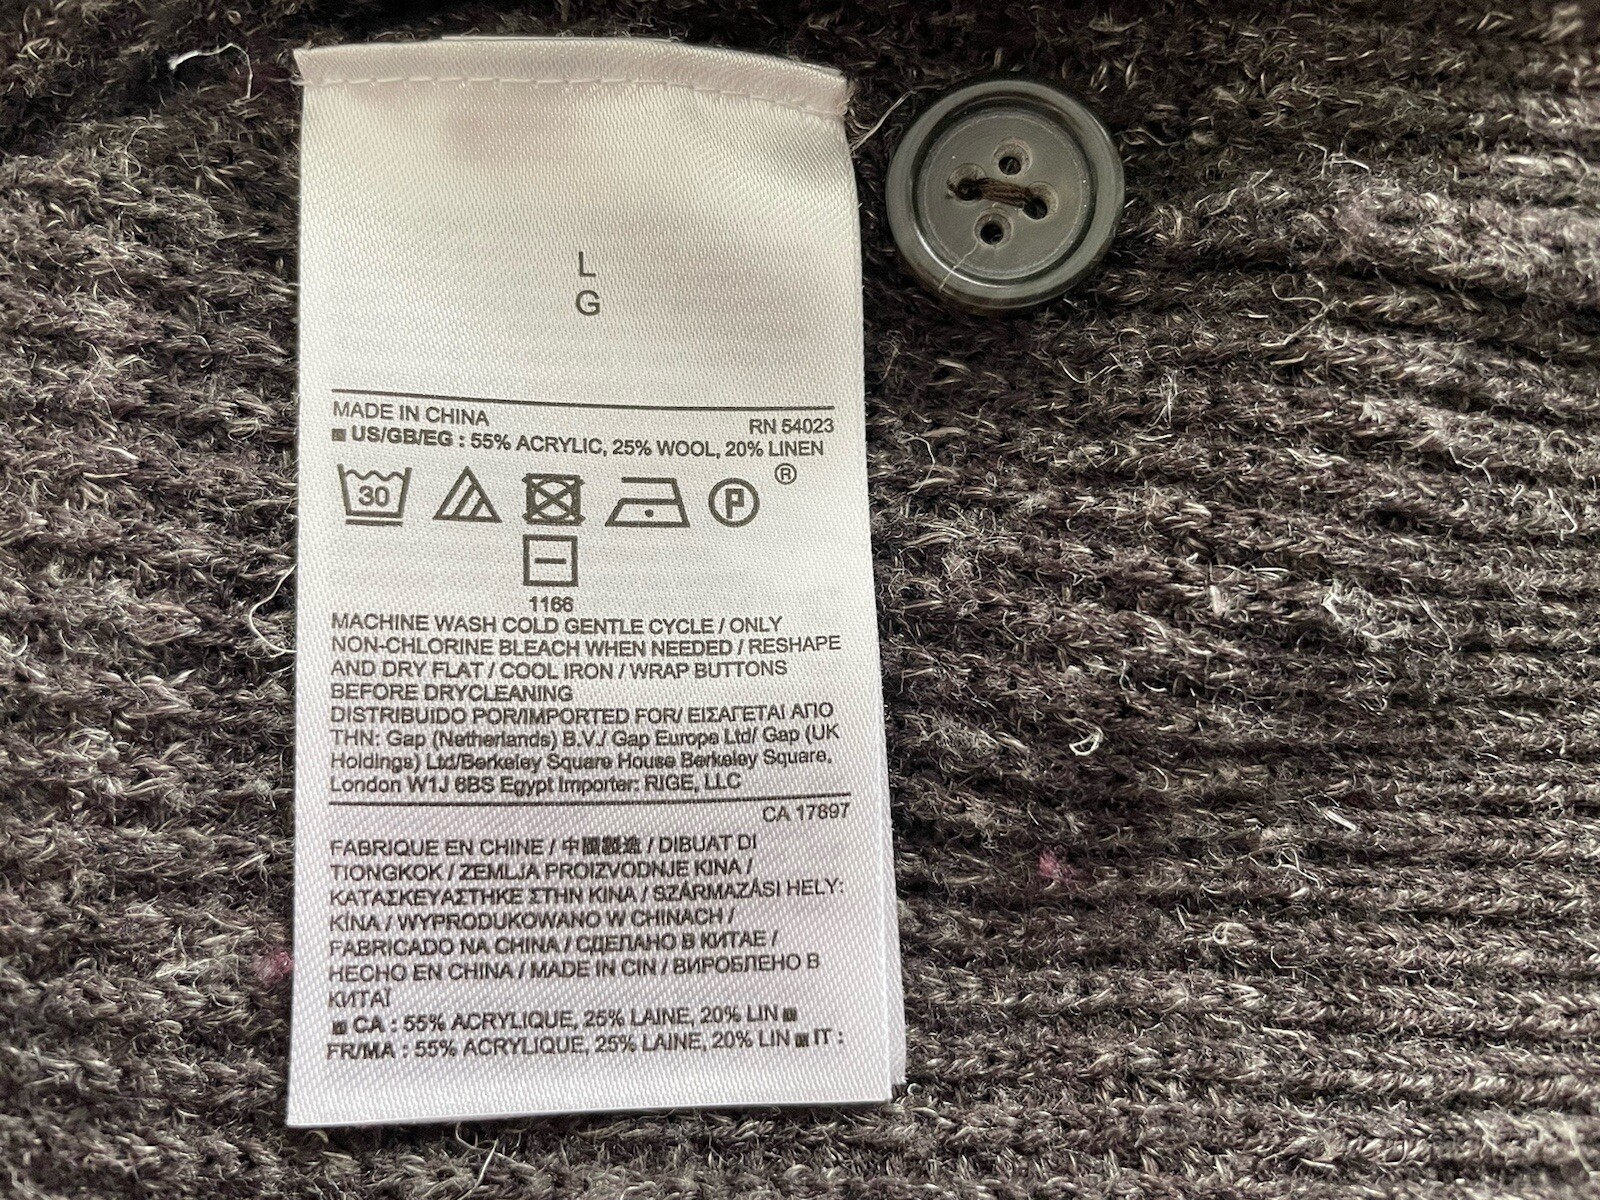 L
G
MADE IN CHINA
RN 54023
US/GB/EG : 55% ACRYLIC, 25% WOOL, 20% LINEN
®
30
P
1166
MACHINE WASH COLD GENTLE CYCLE / ONLY
NON-CHLORINE BLEACH WHEN NEEDED / RESHAPE
AND DRY FLAT / COOL IRON / WRAP BUTTONS
BEFORE DRYCLEANING
DISTRIBUIDO POR/IMPORTED FOR/ ΕΙΣΑΓΕΤΑΙ ΑΠΟ
ΤΗΝ: Gap (Netherlands) B.V./ Gap Europe Ltd/ Gap (UK
Holdings) Ltd/Berkeley Square House Berkeley Square,
London W1J 6BS Egypt Importer: RIGE, LLC
CA 17897
FABRIQUE EN CHINE / 中國製造 / DIBUAT DI
TIONGKOK / ZEMLJA PROIZVODNJE KINA /
ΚΑΤΑΣΚΕΥΑΣΤΗΚΕ ΣΤΗΝ ΚΙΝΑ / SZÁRMAZÁSI HELY:
KÍNA / WYPRODUKOWANO W CHINACH /
FABRICADO NA CHINA / СДЕЛАНО В КИТАЕ /
HECHO EN CHINA / MADE IN CIN / ВИРОБЛЕНО В
КИТАЇ
CA : 55% ACRYLIQUE, 25% LAINE, 20% LIN
FR/MA : 55% ACRYLIQUE, 25% LAINE, 20% LIN IT :